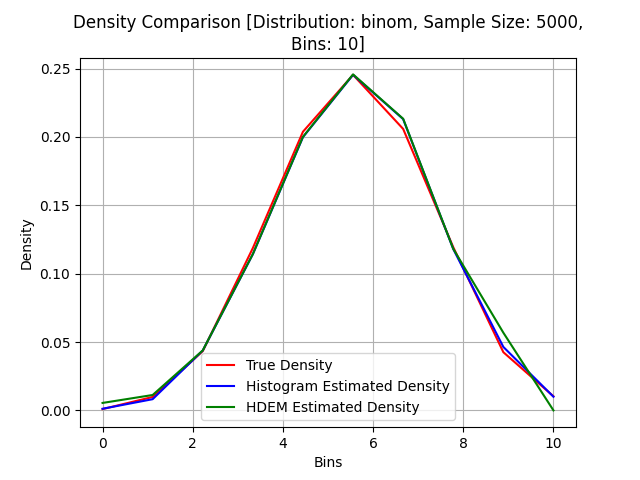 Density Comparison [Distribution: binom, Sample Size: 5000,
Bins: 10]
Density
0.25
0.20
0.15
0.10
0.05
0.00
True Density
Histogram Estimated Density
HDEM Estimated Density
0 2 4 6 8 10
Bins